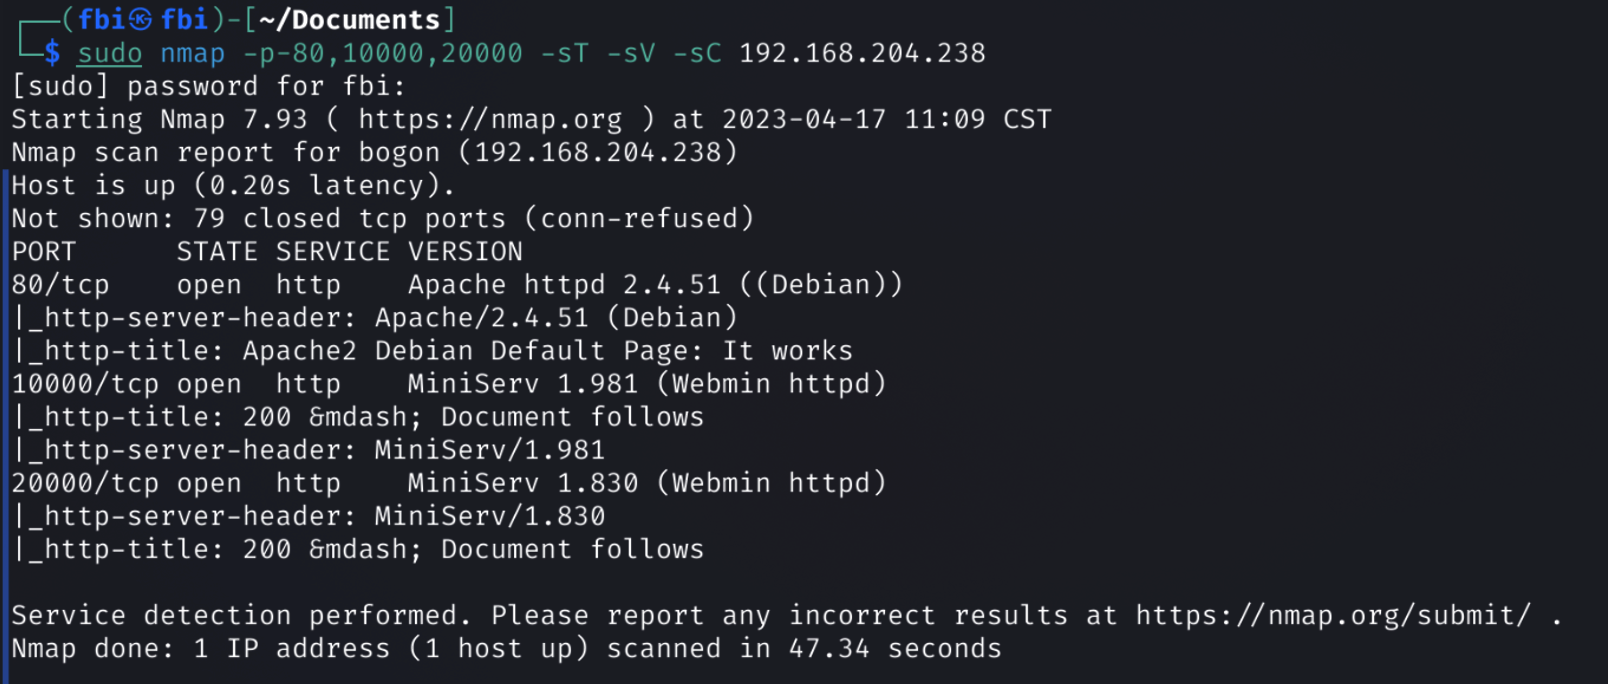 ┌──(fbi㉿fbi)-[~/Documents]
└─$ sudo nmap -p-80,10000,20000 -sT -sV -sC 192.168.204.238
[sudo] password for fbi:
Starting Nmap 7.93 ( https://nmap.org ) at 2023-04-17 11:09 CST
Nmap scan report for bogon (192.168.204.238)
Host is up (0.20s latency).
Not shown: 79 closed tcp ports (conn-refused)
PORT      STATE SERVICE VERSION
80/tcp    open  http    Apache httpd 2.4.51 ((Debian))
|_http-server-header: Apache/2.4.51 (Debian)
|_http-title: Apache2 Debian Default Page: It works
10000/tcp open  http    MiniServ 1.981 (Webmin httpd)
|_http-title: 200 &mdash; Document follows
|_http-server-header: MiniServ/1.981
20000/tcp open  http    MiniServ 1.830 (Webmin httpd)
|_http-server-header: MiniServ/1.830
|_http-title: 200 &mdash; Document follows

Service detection performed. Please report any incorrect results at https://nmap.org/submit/ .
Nmap done: 1 IP address (1 host up) scanned in 47.34 seconds